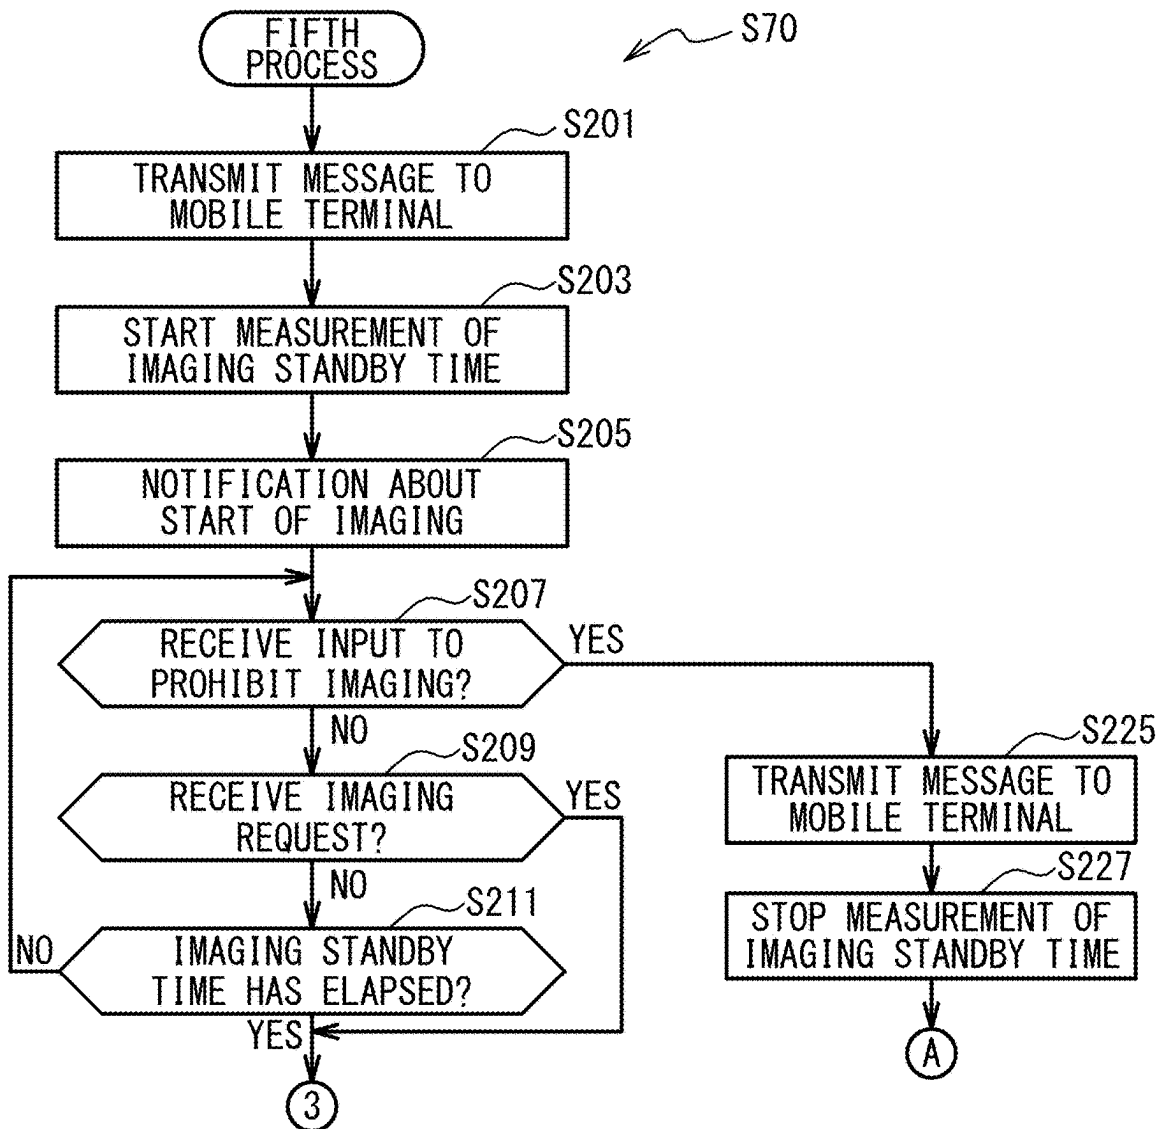 FIFTH
PROCESS
S70
S201
TRANSMIT MESSAGE TO
MOBILE TERMINAL
S203
START MEASUREMENT OF
IMAGING STANDBY TIME
S205
NOTIFICATION ABOUT
START OF IMAGING
S207
RECEIVE INPUT TO
PROHIBIT IMAGING?
YES
NO
S209
RECEIVE IMAGING
REQUEST?
YES
NO
S211
IMAGING STANDBY
TIME HAS ELAPSED?
NO
YES
3
S225
TRANSMIT MESSAGE TO
MOBILE TERMINAL
S227
STOP MEASUREMENT OF
IMAGING STANDBY TIME
A